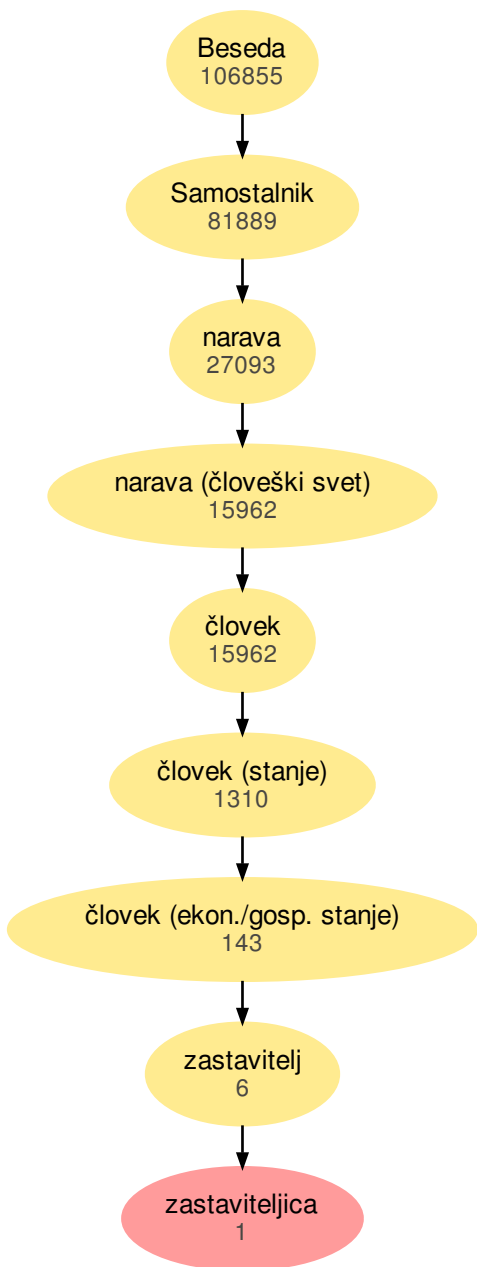 Beseda
106855
Samostalnik
81889
narava
27093
narava (človeški svet)
15962
človek
15962
človek (stanje)
1310
človek (ekon./gosp. stanje)
143
zastavitelj
6
zastaviteljica
1